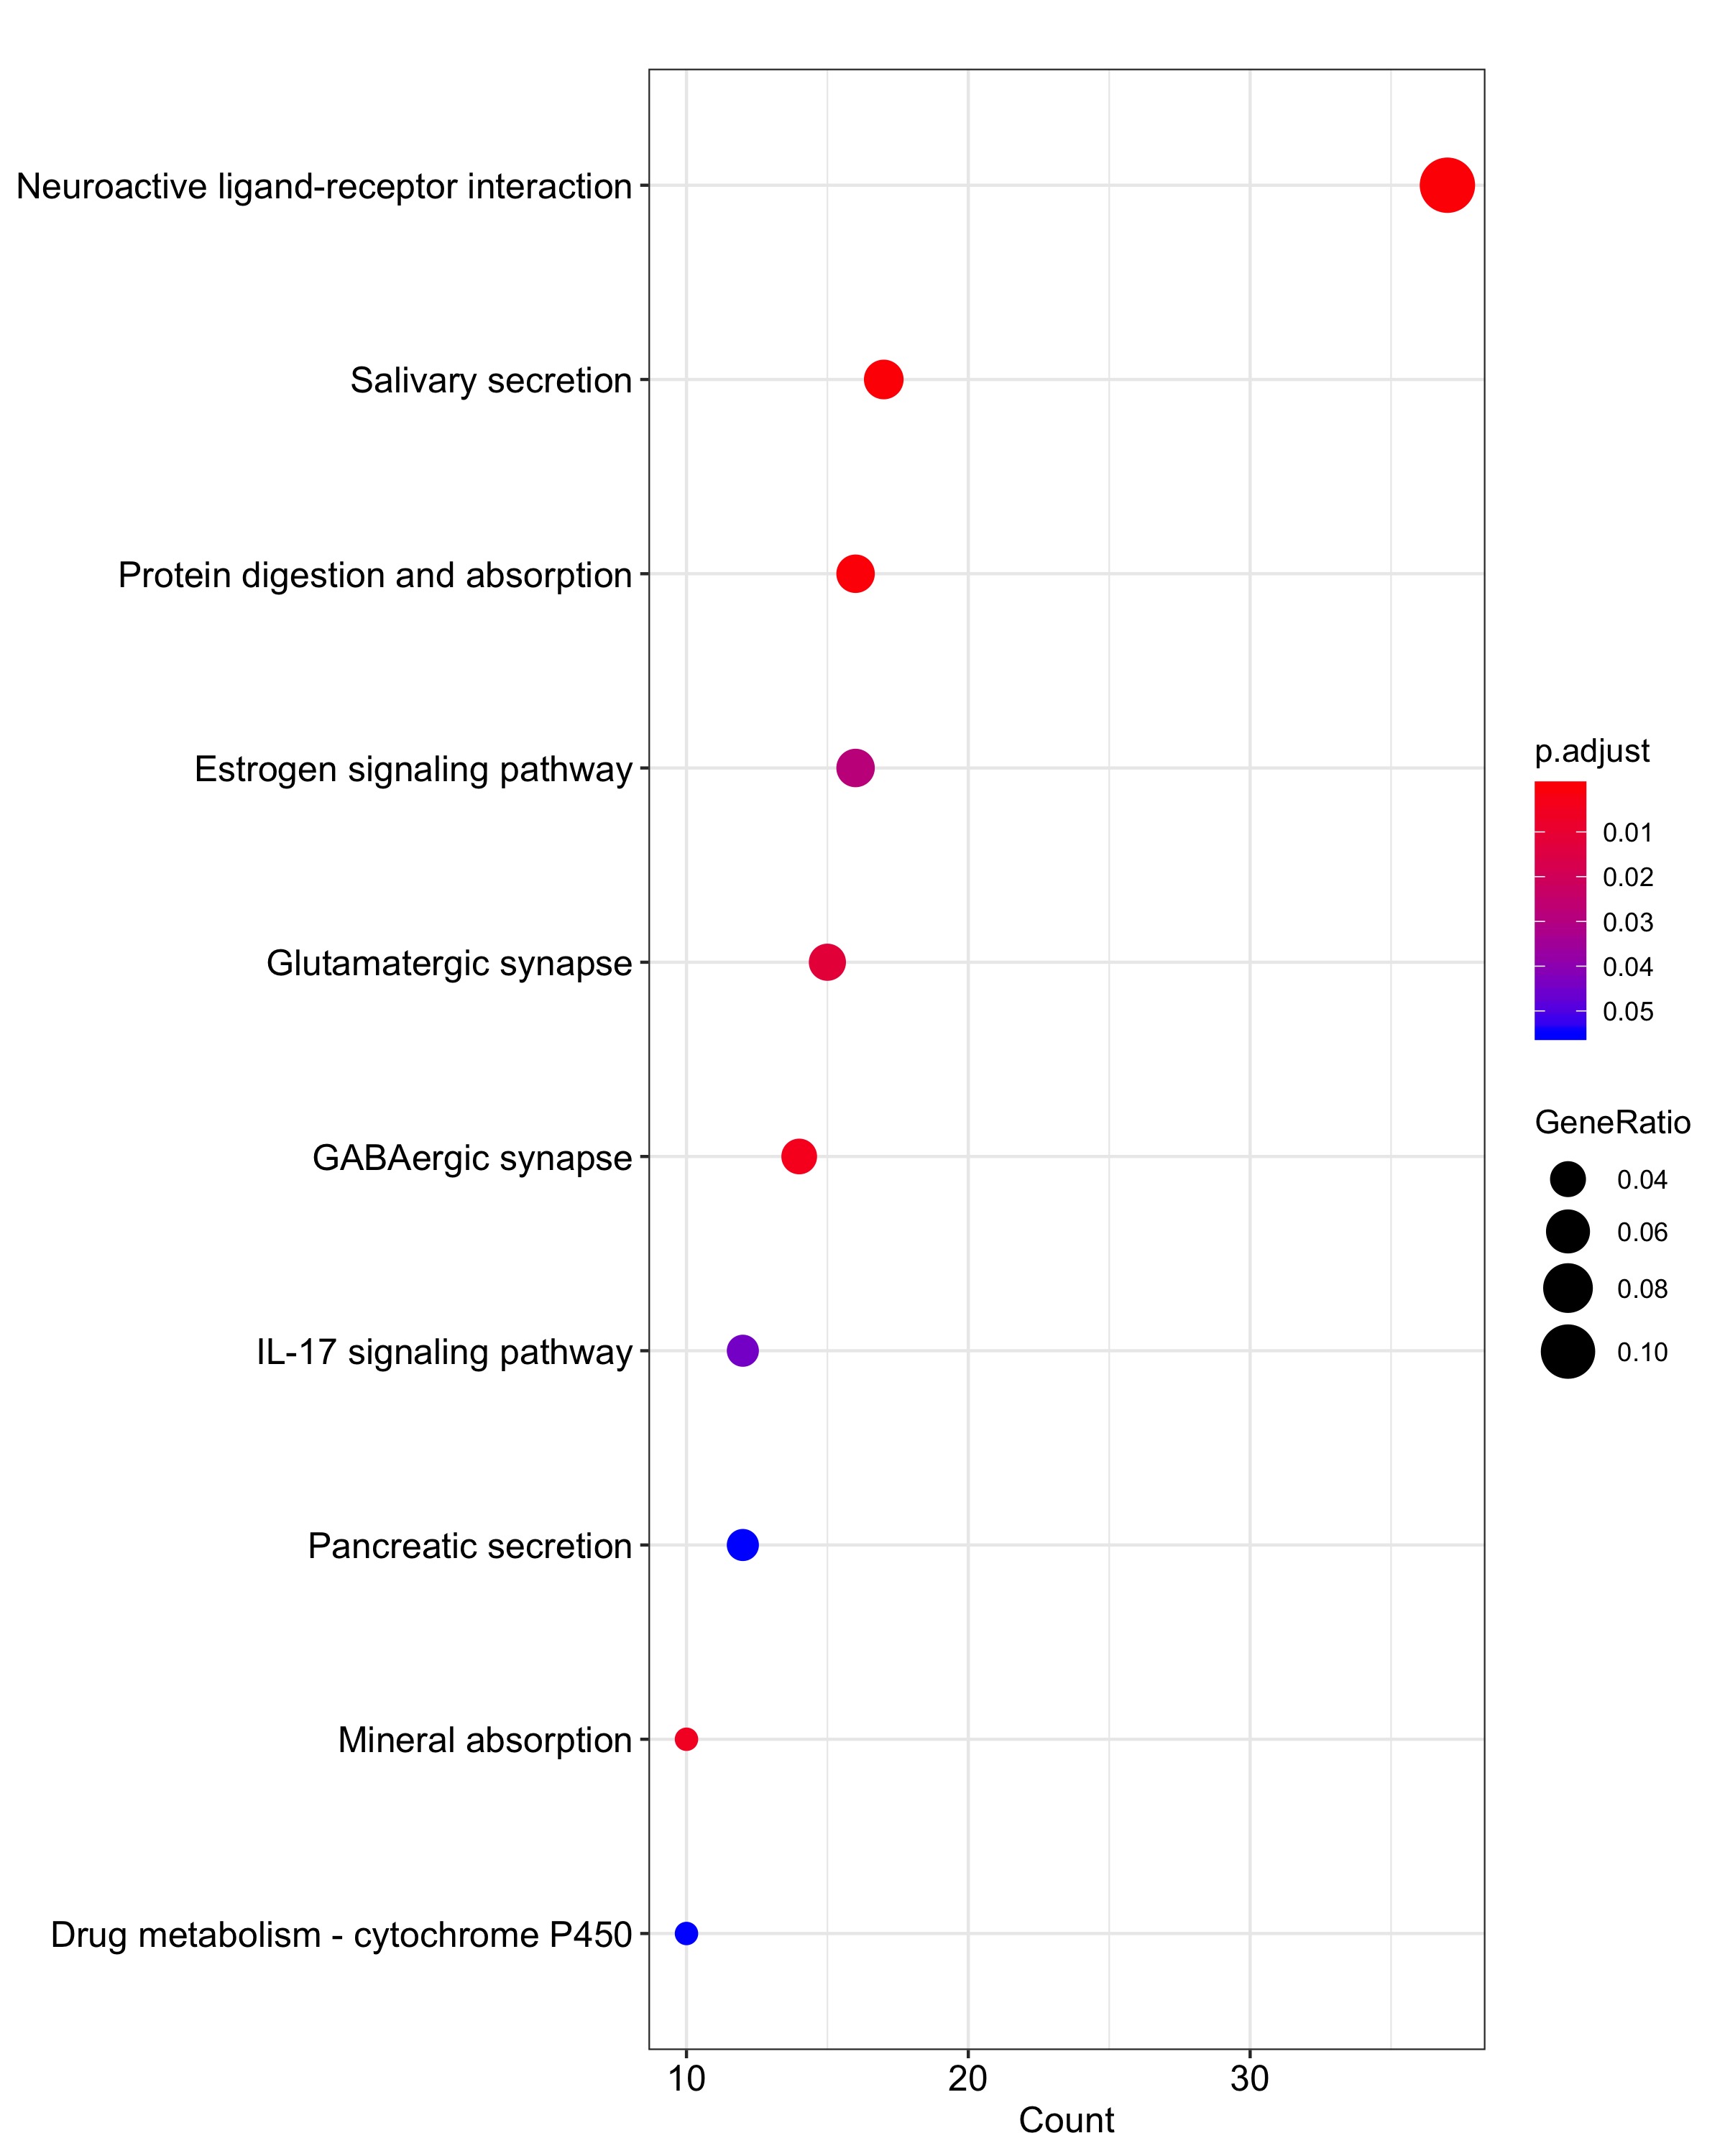 Neuroactive ligand-receptor interaction
Salivary secretion
Protein digestion and absorption
Estrogen signaling pathway
Glutamatergic synapse
GABAergic synapse
IL-17 signaling pathway
Pancreatic secretion
Mineral absorption
Drug metabolism - cytochrome P450
10 20 30
Count
p.adjust
0.01
0.02
0.03
0.04
0.05
GeneRatio
0.04
0.06
0.08
0.10